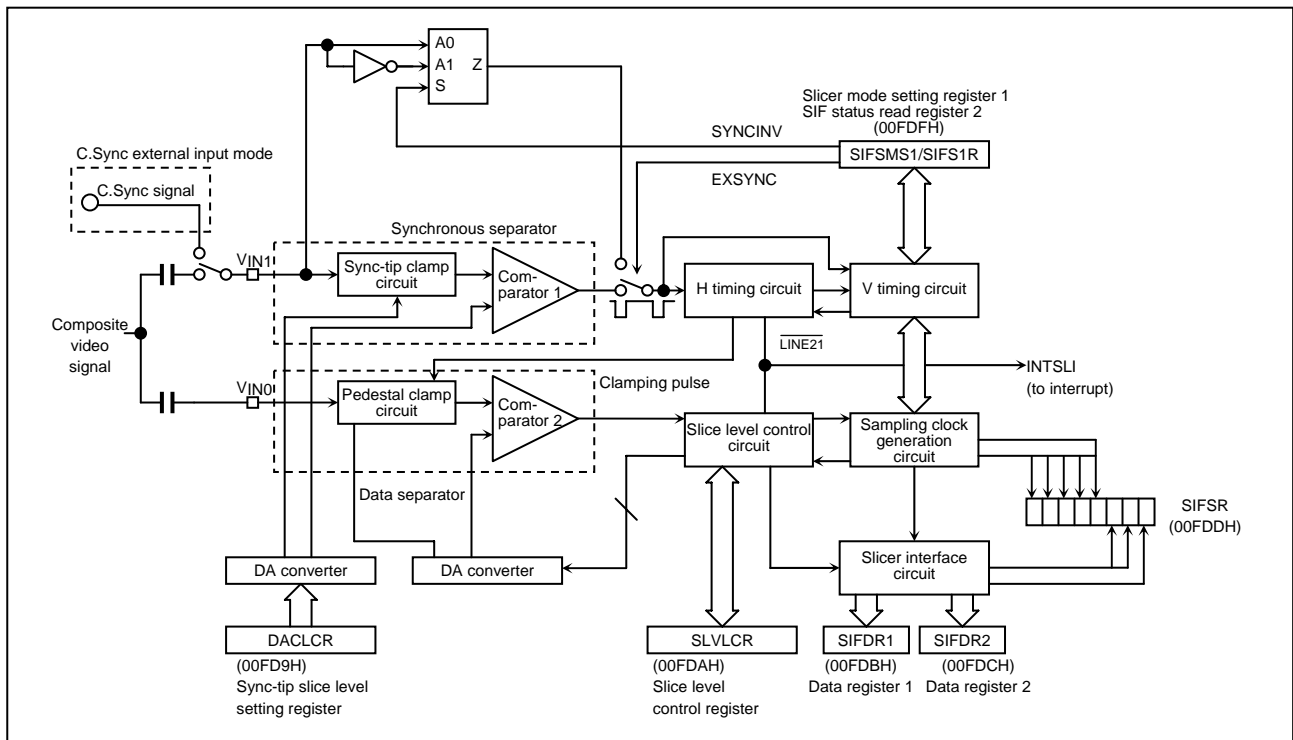 A0
A1
S
Z
Slicer mode setting register 1
SIF status read register 2
(00FDFH)
SYNCINV
SIFSMS1/SIFS1R
EXSYNC
C.Sync external input mode
C.Sync signal
Synchronous separator
VIN1
Sync-tip clamp
circuit
Com-
parator 1
H timing circuit
V timing circuit
Composite
video
signal
LINE21
INTSLI
(to interrupt)
VIN0
Clamping pulse
Pedestal clamp
circuit
Com-
parator 2
Slice level control
circuit
Sampling clock
generation
circuit
Data separator
SIFSR
(00FDDH)
DA converter
DA converter
Slicer interface
circuit
DACLCR
(00FD9H)
Sync-tip slice level
setting register
SLVLCR
(00FDAH)
Slice level
control register
SIFDR1
(00FDBH)
Data register 1
SIFDR2
(00FDCH)
Data register 2